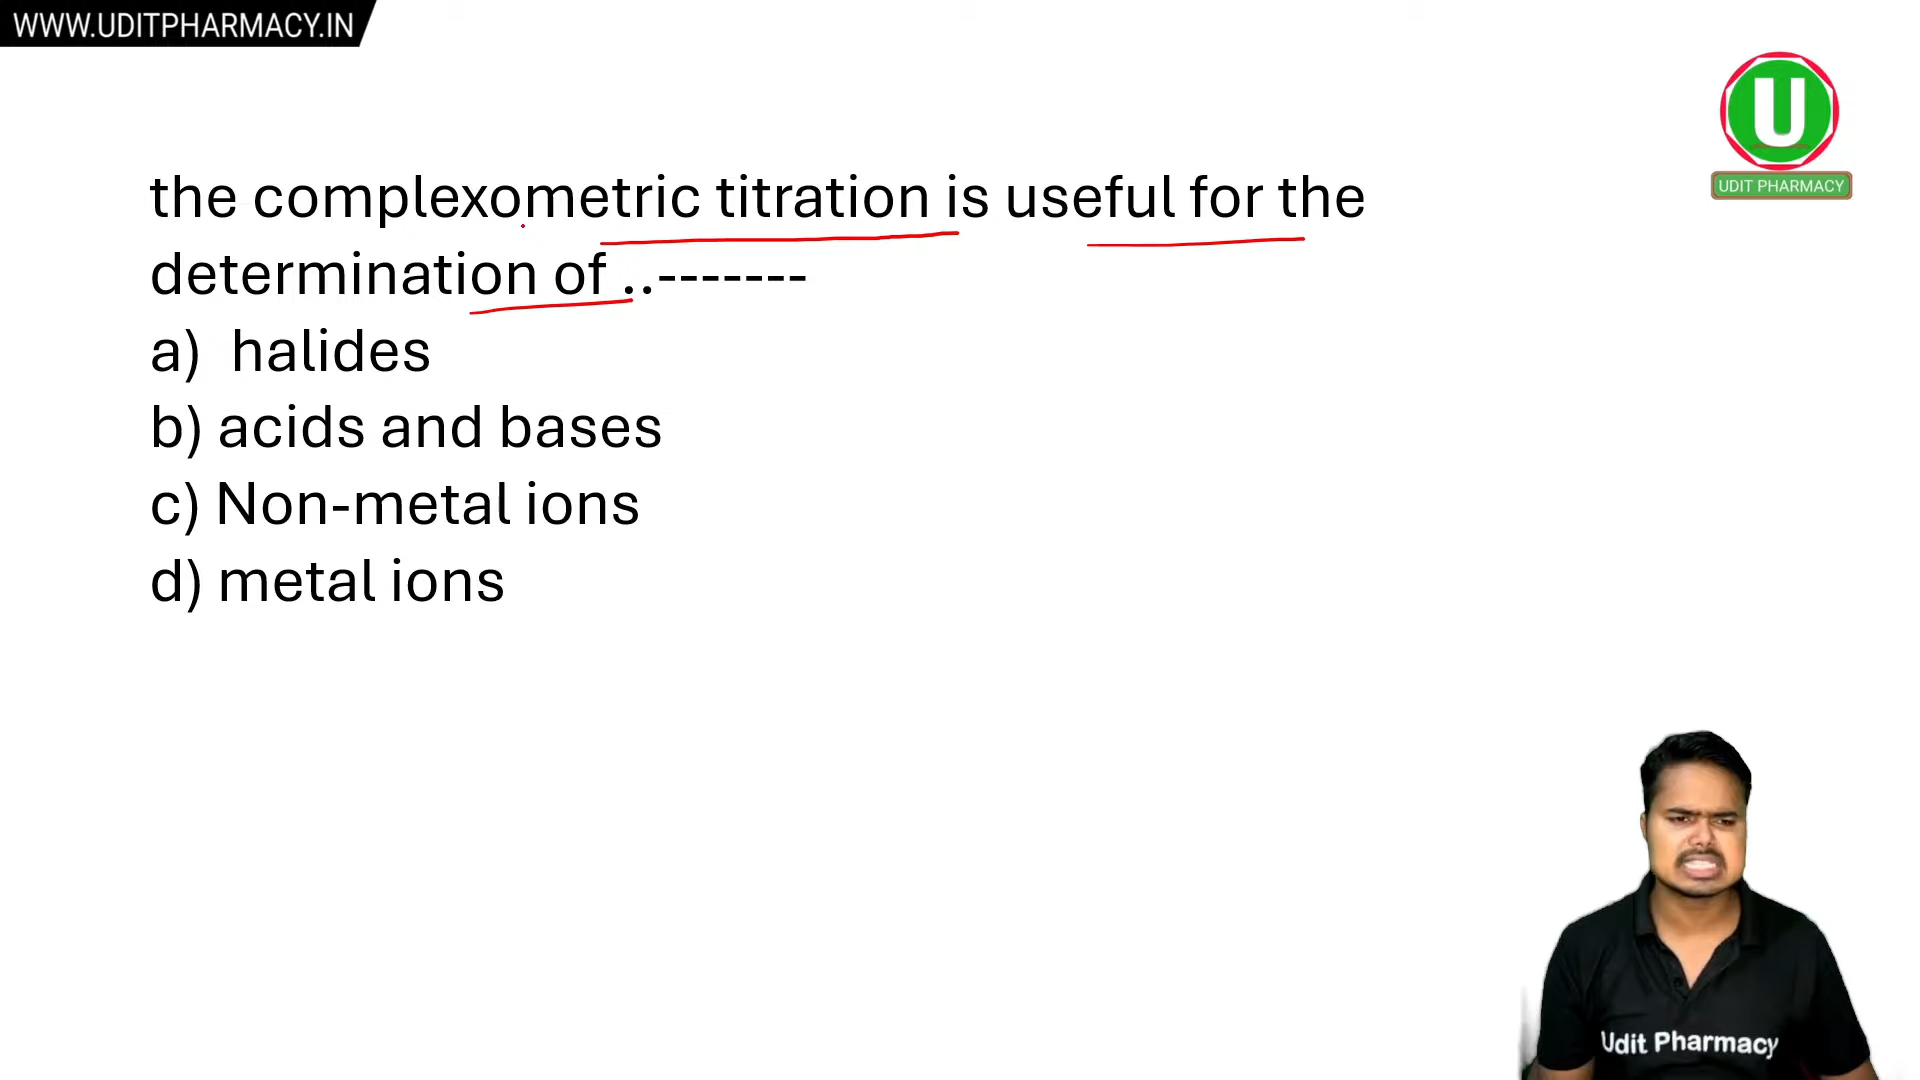 WWW.UDITPHARMACY.IN
U
UDIT PHARMACY
the complexometric titration is useful for the
determination of ..-------
a) halides
b) acids and bases
c) Non-metal ions
d) metal ions
Udit Pharmacy